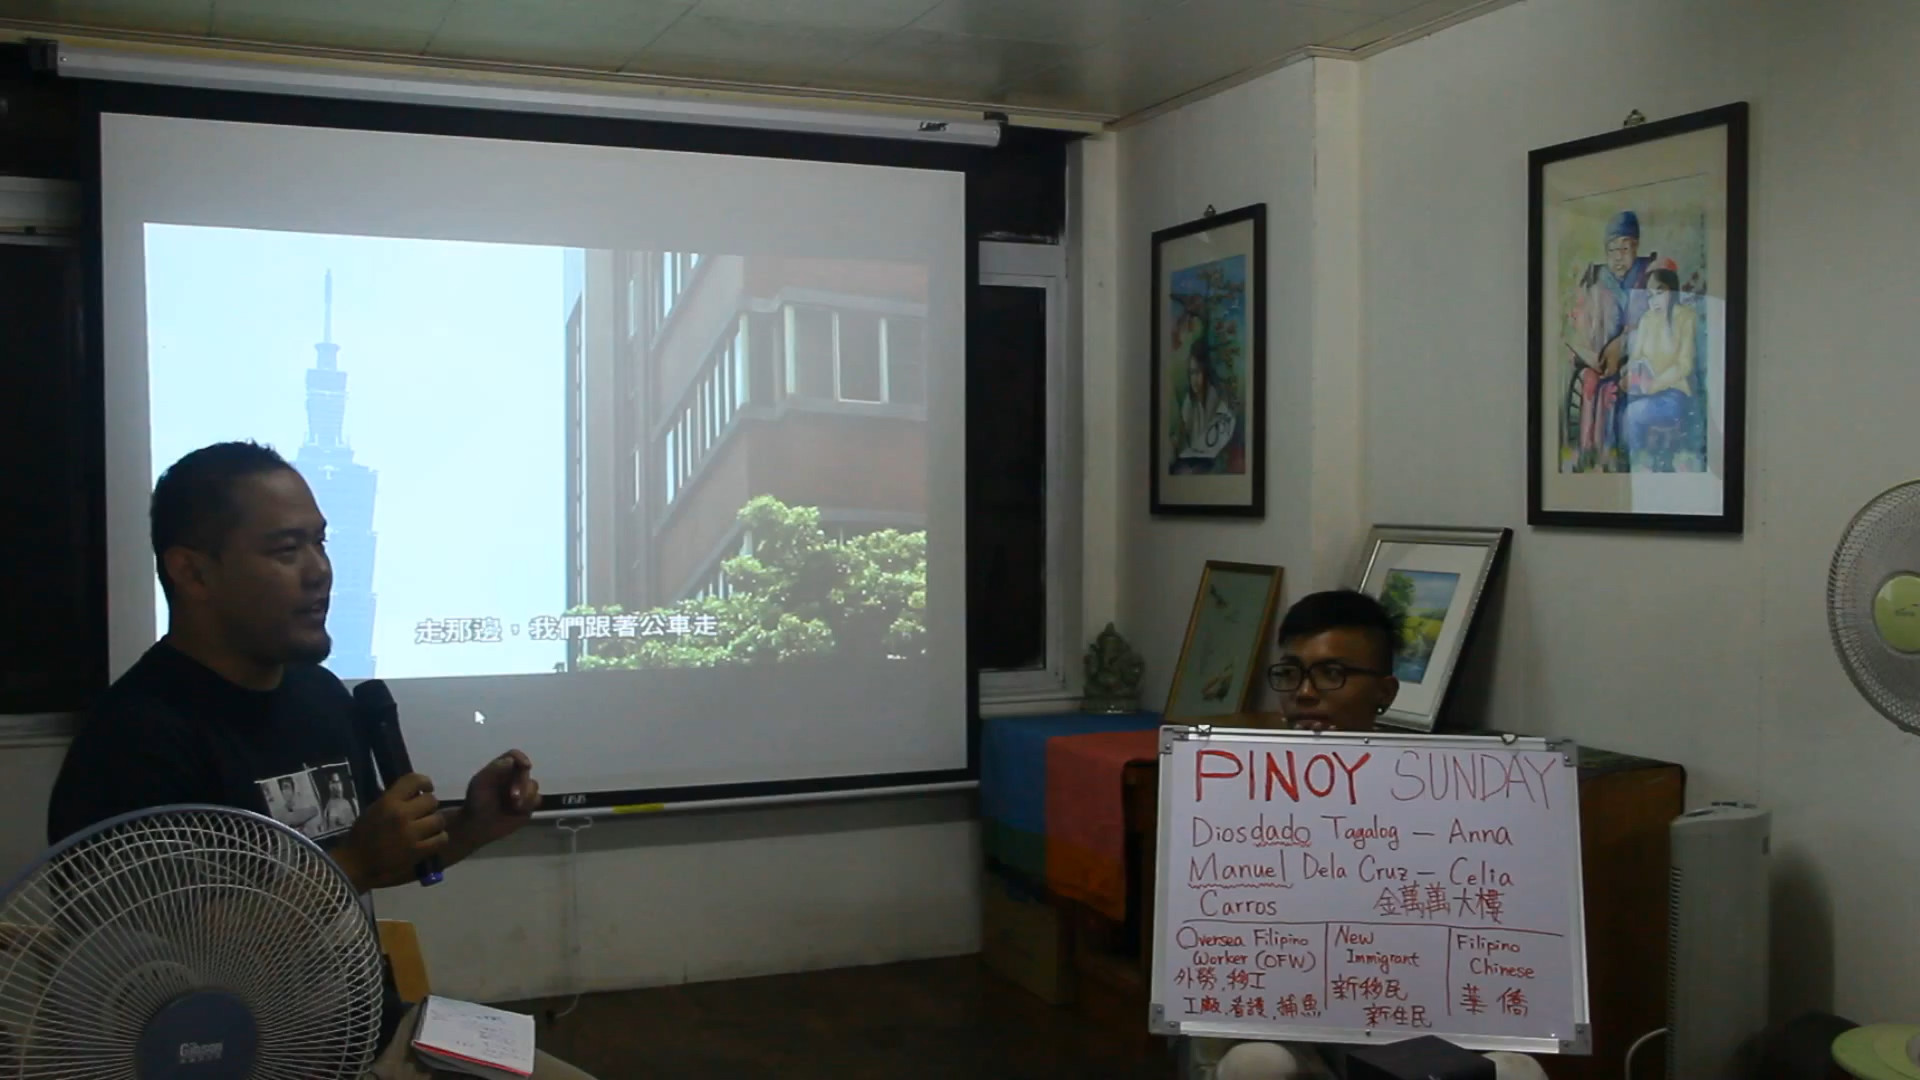 走那邊，我們跟著公車走
PINOY SUNDAY
Diosdado Tagalog – Anna
Manuel Dela Cruz – Celia
Carros 金萬萬大樓
Oversea Filipino
Worker (OFW)
外勞, 移工
工廠, 看護, 捕魚
New
Immigrant
新移民
新住民
Filipino
Chinese
華僑